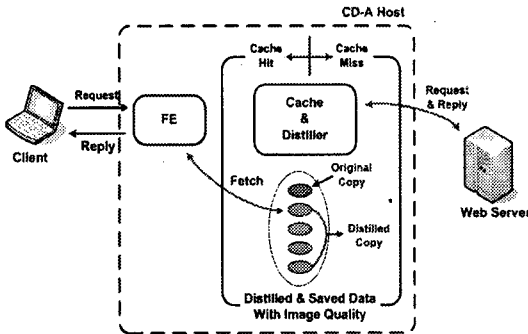 CD-A Host
Cache
Hit
Cache
Miss
Request
Reply
Client
FE
Cache
&
Distiller
Request
& Reply
Web Server
Fetch
Original
Copy
Distilled
Copy
Distilled & Saved Data
With Image Quality